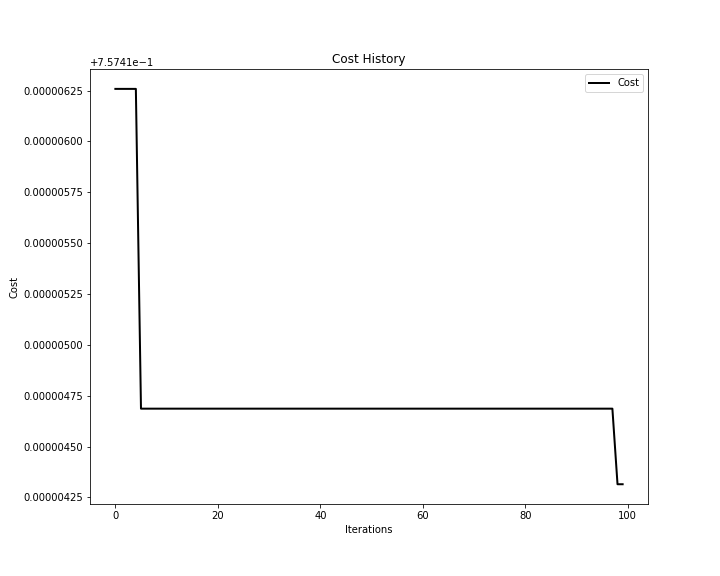 Cost History
+7.5741e−1
Cost
0.00000625
0.00000600
0.00000575
0.00000550
0.00000525
0.00000500
0.00000475
0.00000450
0.00000425
Cost
0 20 40 60 80 100
Iterations